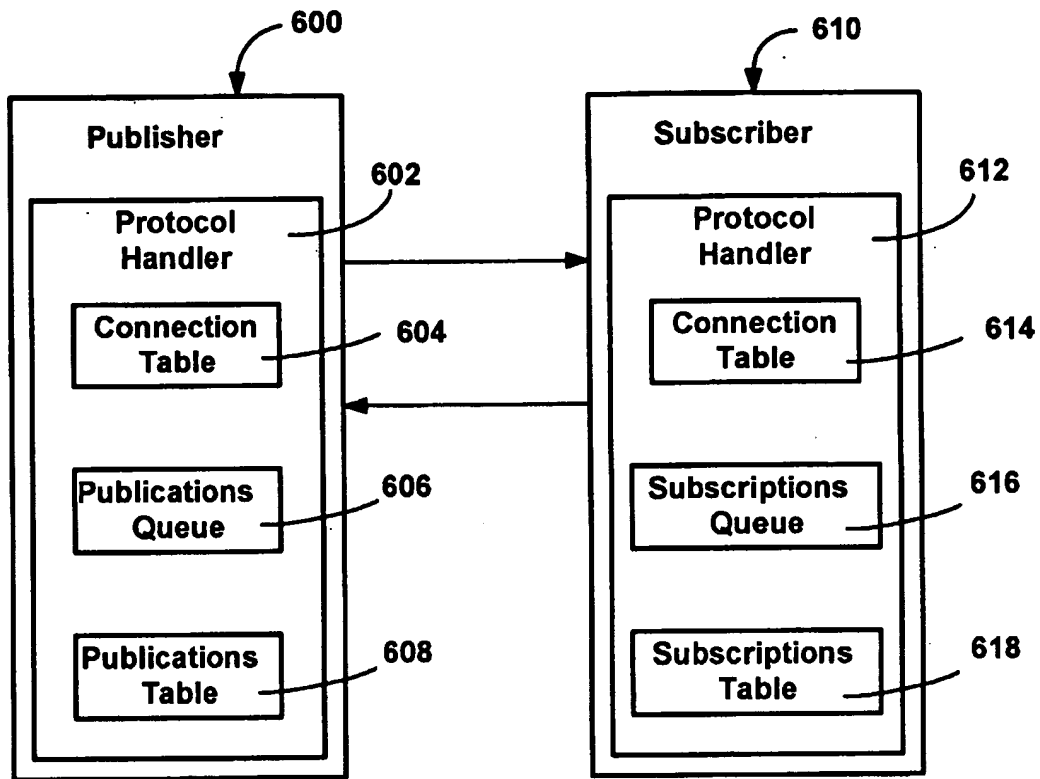 600
610
Publisher
Subscriber
602
612
Protocol
Handler
Protocol
Handler
Connection
Table
604
Connection
Table
614
Publications
Queue
606
Subscriptions
Queue
616
Publications
Table
608
Subscriptions
Table
618